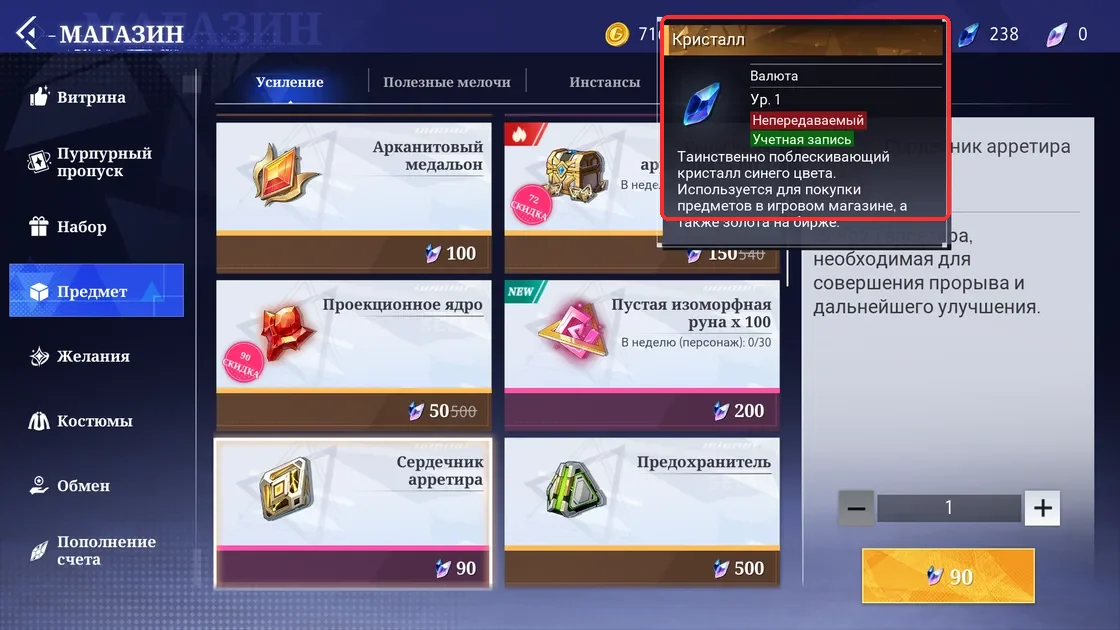 МАГАЗИН
238
0
Витрина
Пурпурный
пропуск
Набор
Предмет
Желания
Костюмы
Обмен
Пополнение
счета
Усиление
Полезные мелочи
Инстансы
Арканитовый
медальон
100
72
СКИДКА
150 540
Проекционное ядро
90
СКИДКА
50 500
NEW
Пустая изоморфная
руна x 100
В неделю (персонаж): 0/30
200
Сердечник
арретира
90
Предохранитель
500
Кристалл
Валюта
Ур. 1
Непередаваемый
Учетная запись
Таинственно поблескивающий
кристалл синего цвета.
Используется для покупки
предметов в игровом магазине, а
также золота на бирже.
арретира
необходимая для
совершения прорыва и
дальнейшего улучшения.
1
90